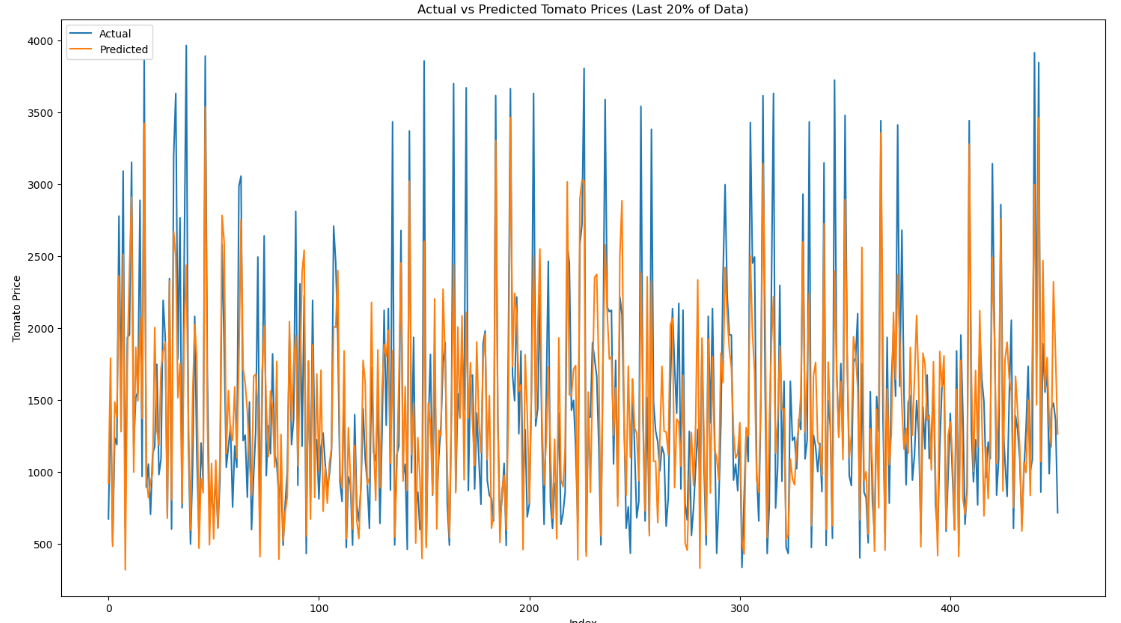 Actual vs Predicted Tomato Prices (Last 20% of Data)
Actual
Predicted
4000
3500
3000
2500
2000
1500
1000
500
Tomato Price
0 100 200 300 400
Index